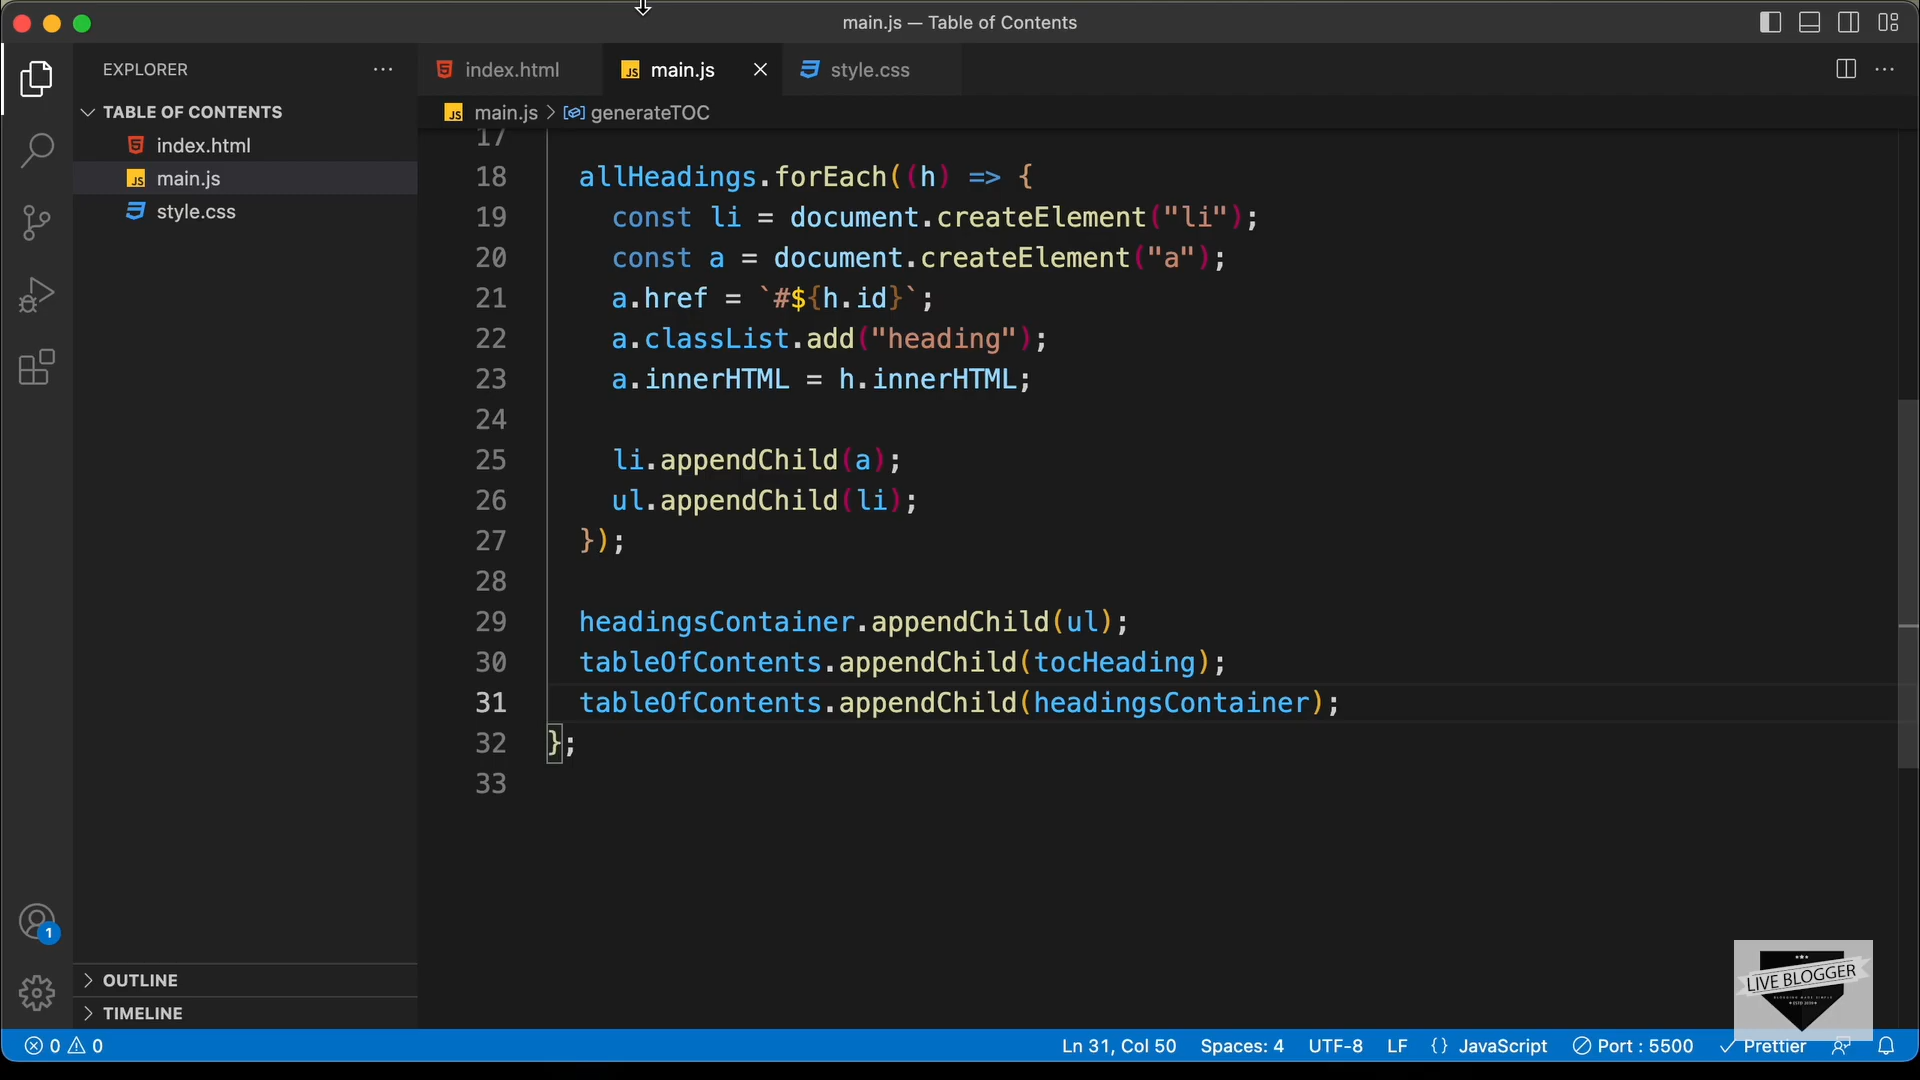 main.js — Table of Contents
EXPLORER
index.html
main.js
style.css
TABLE OF CONTENTS
index.html
main.js
style.css
main.js > generateTOC
17
18 allHeadings.forEach((h) => {
19 const li = document.createElement("li");
20 const a = document.createElement("a");
21 a.href = `#${h.id}`;
22 a.classList.add("heading");
23 a.innerHTML = h.innerHTML;
24
25 li.appendChild(a);
26 ul.appendChild(li);
27 });
28
29 headingsContainer.appendChild(ul);
30 tableOfContents.appendChild(tocHeading);
31 tableOfContents.appendChild(headingsContainer);
32 };
33
1
OUTLINE
TIMELINE
LIVE BLOGGER
0 0 Ln 31, Col 50 Spaces: 4 UTF-8 LF {} JavaScript Port : 5500 Prettier